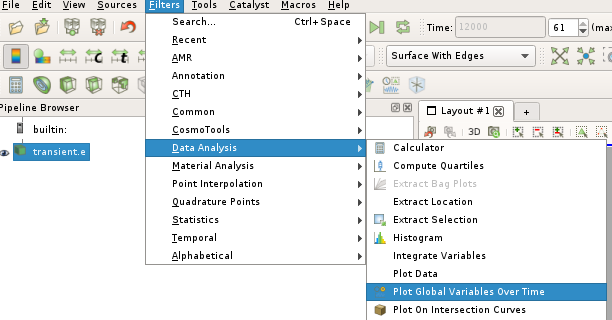 File Edit View Sources Filters Tools Catalyst Macros Help
Search... Ctrl+Space
Time: 12000 61 (max
Recent
AMR
Surface With Edges
Annotation
CTH
Pipeline Browser
Common
Layout #1
builtin:
CosmoTools
3D
transient.e
Data Analysis
Calculator
Material Analysis
Compute Quartiles
Point Interpolation
Extract Bag Plots
Quadrature Points
Extract Location
Statistics
Extract Selection
Temporal
Histogram
Alphabetical
Integrate Variables
Plot Data
Plot Global Variables Over Time
Plot On Intersection Curves